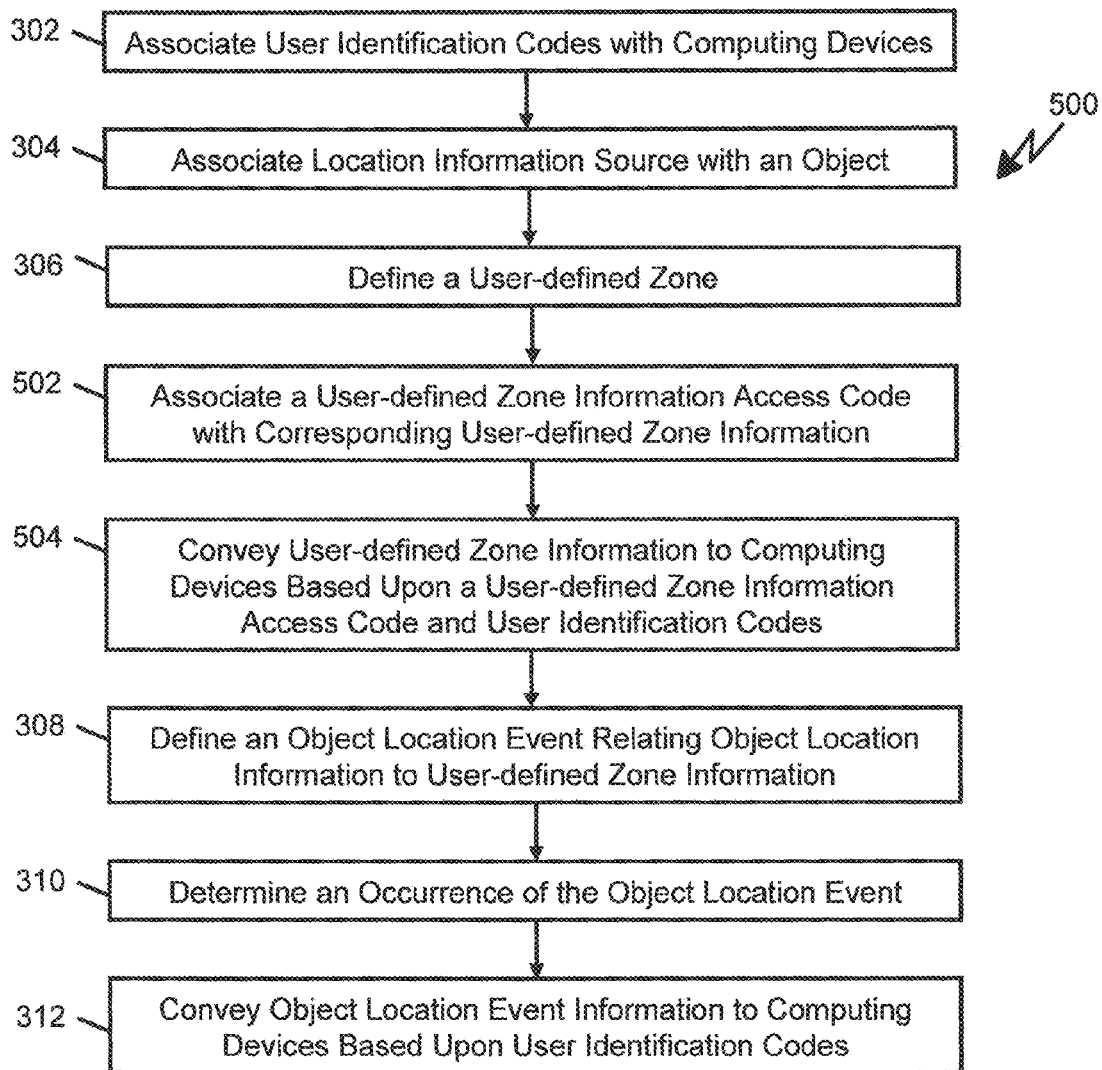 302
Associate User Identification Codes with Computing Devices
500
304
Associate Location Information Source with an Object
306
Define a User-defined Zone
502
Associate a User-defined Zone Information Access Code
with Corresponding User-defined Zone Information
504
Convey User-defined Zone Information to Computing
Devices Based Upon a User-defined Zone Information
Access Code and User Identification Codes
308
Define an Object Location Event Relating Object Location
Information to User-defined Zone Information
310
Determine an Occurrence of the Object Location Event
312
Convey Object Location Event Information to Computing
Devices Based Upon User Identification Codes